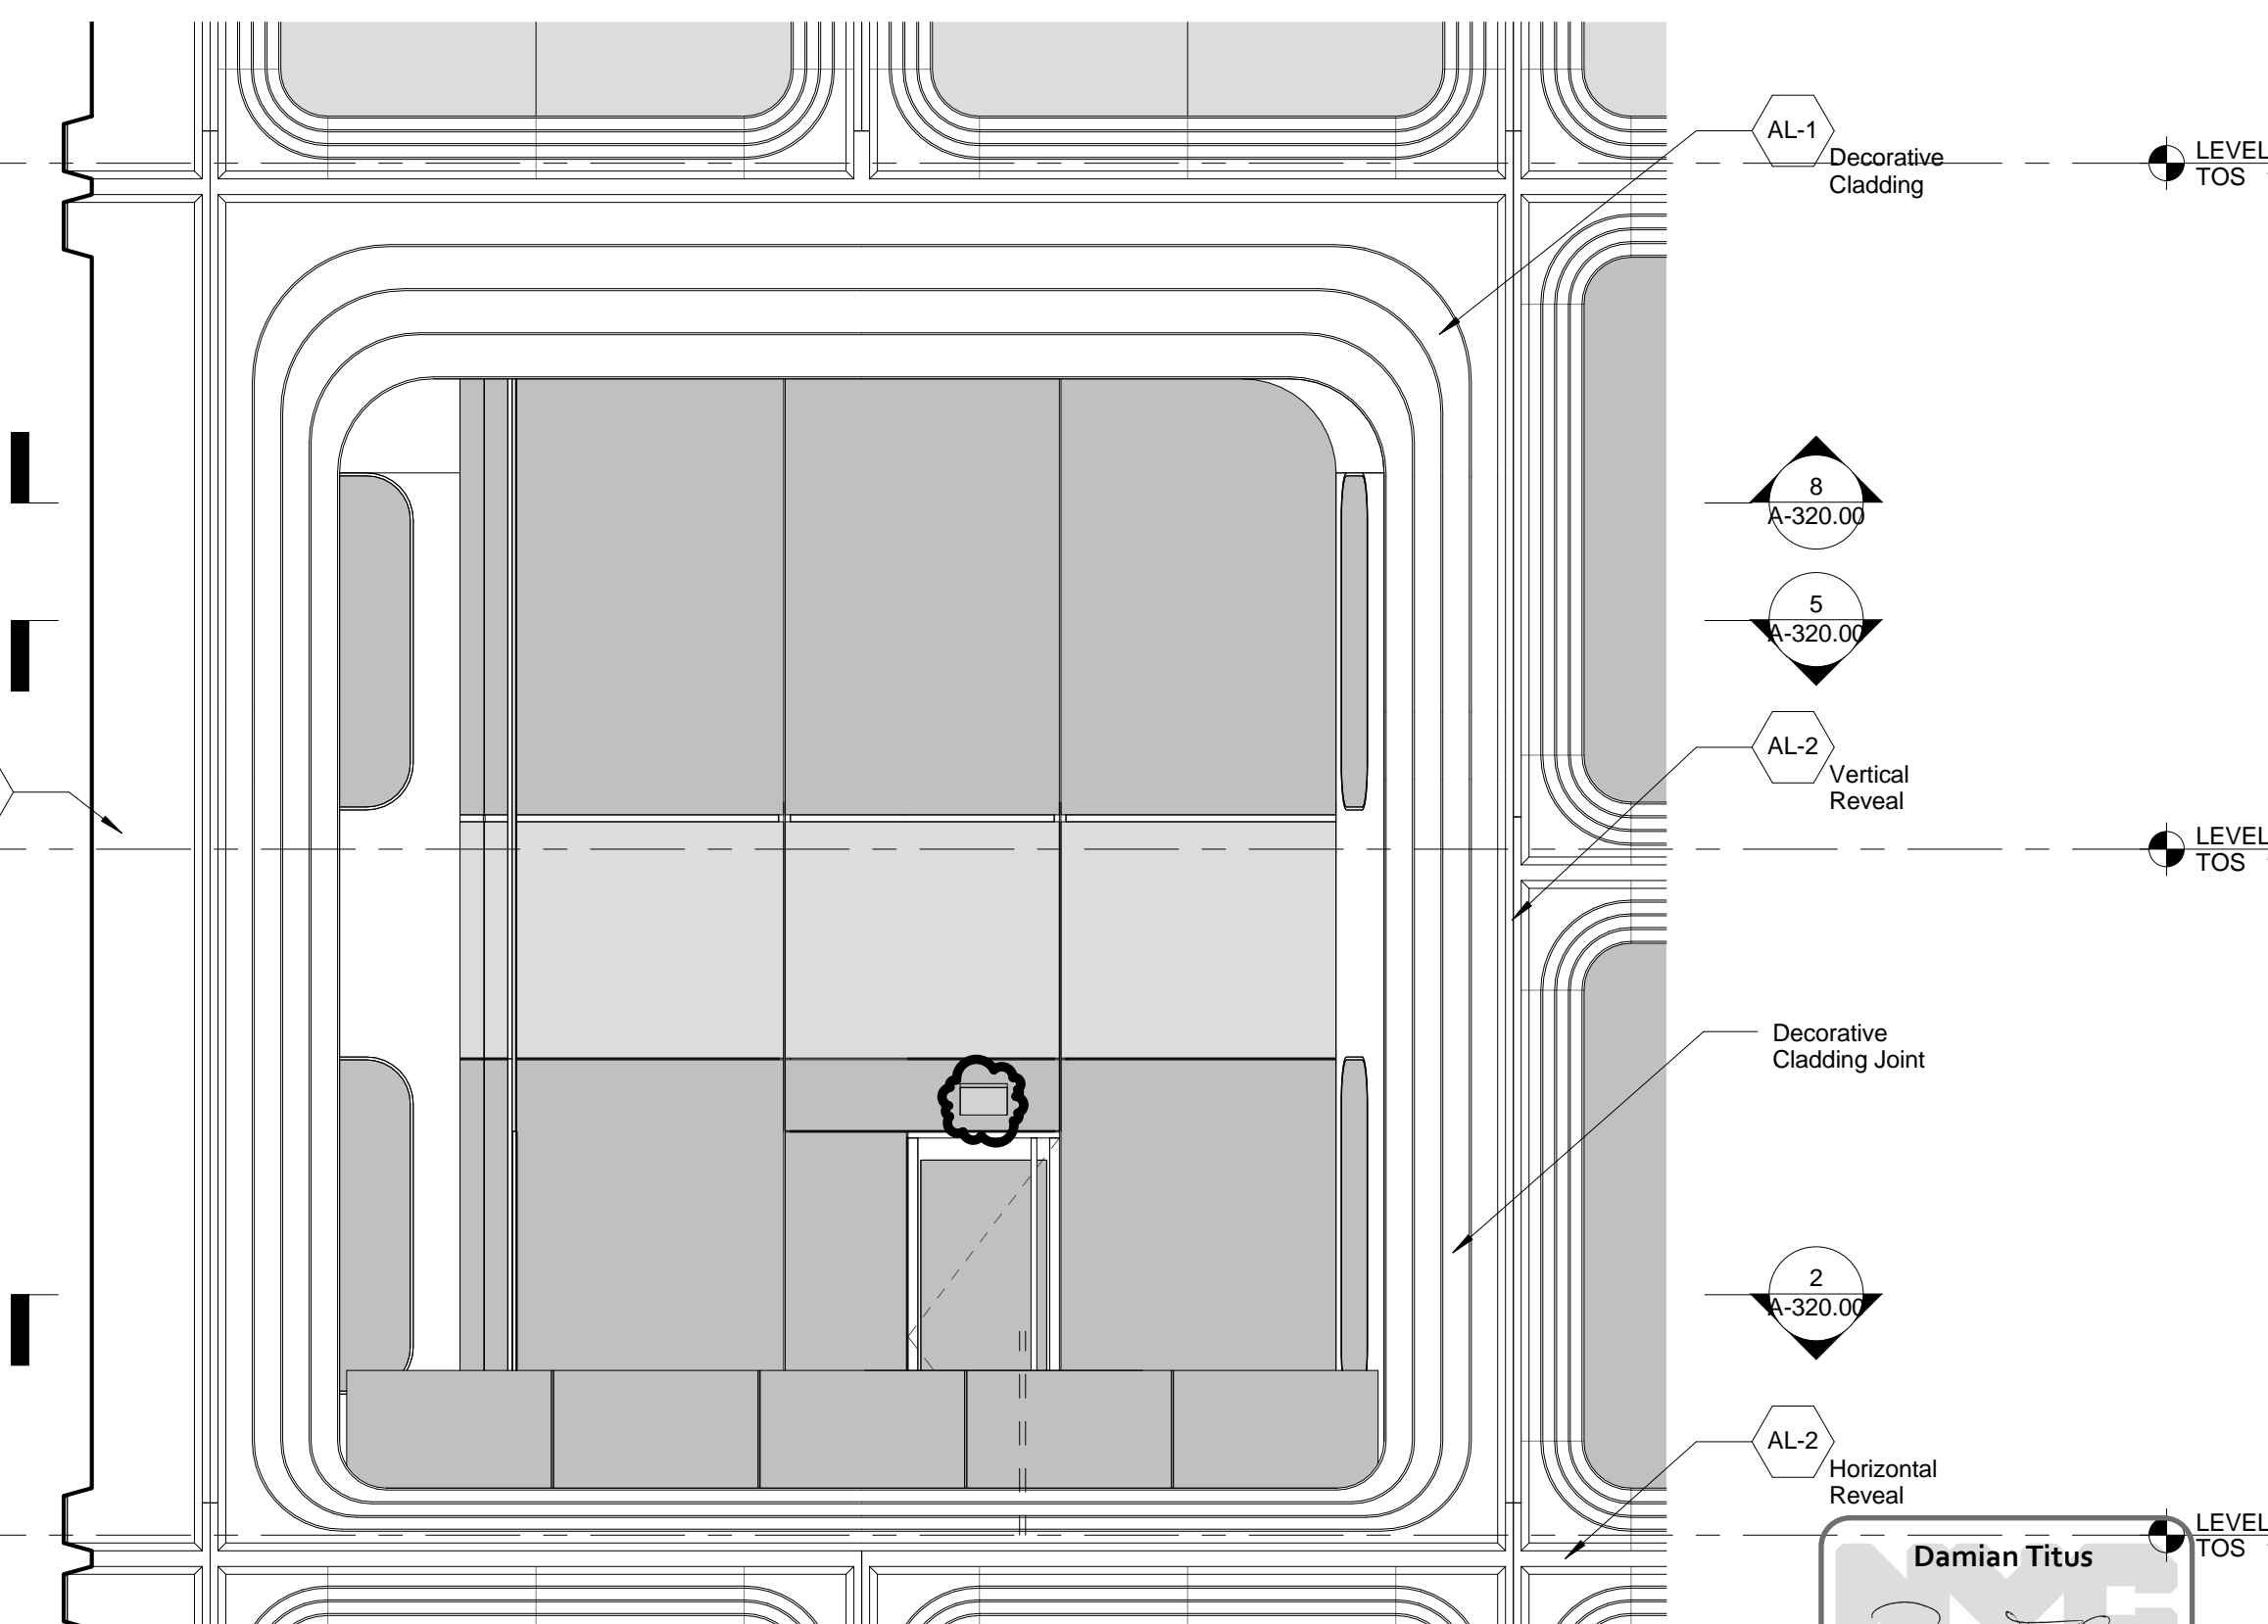 AL-1
Decorative
Cladding
LEVEL
TOS
8
A-320.00
5
A-320.00
AL-2
Vertical
Reveal
LEVEL
TOS
Decorative
Cladding Joint
2
A-320.00
AL-2
Horizontal
Reveal
LEVEL
TOS
Damian Titus